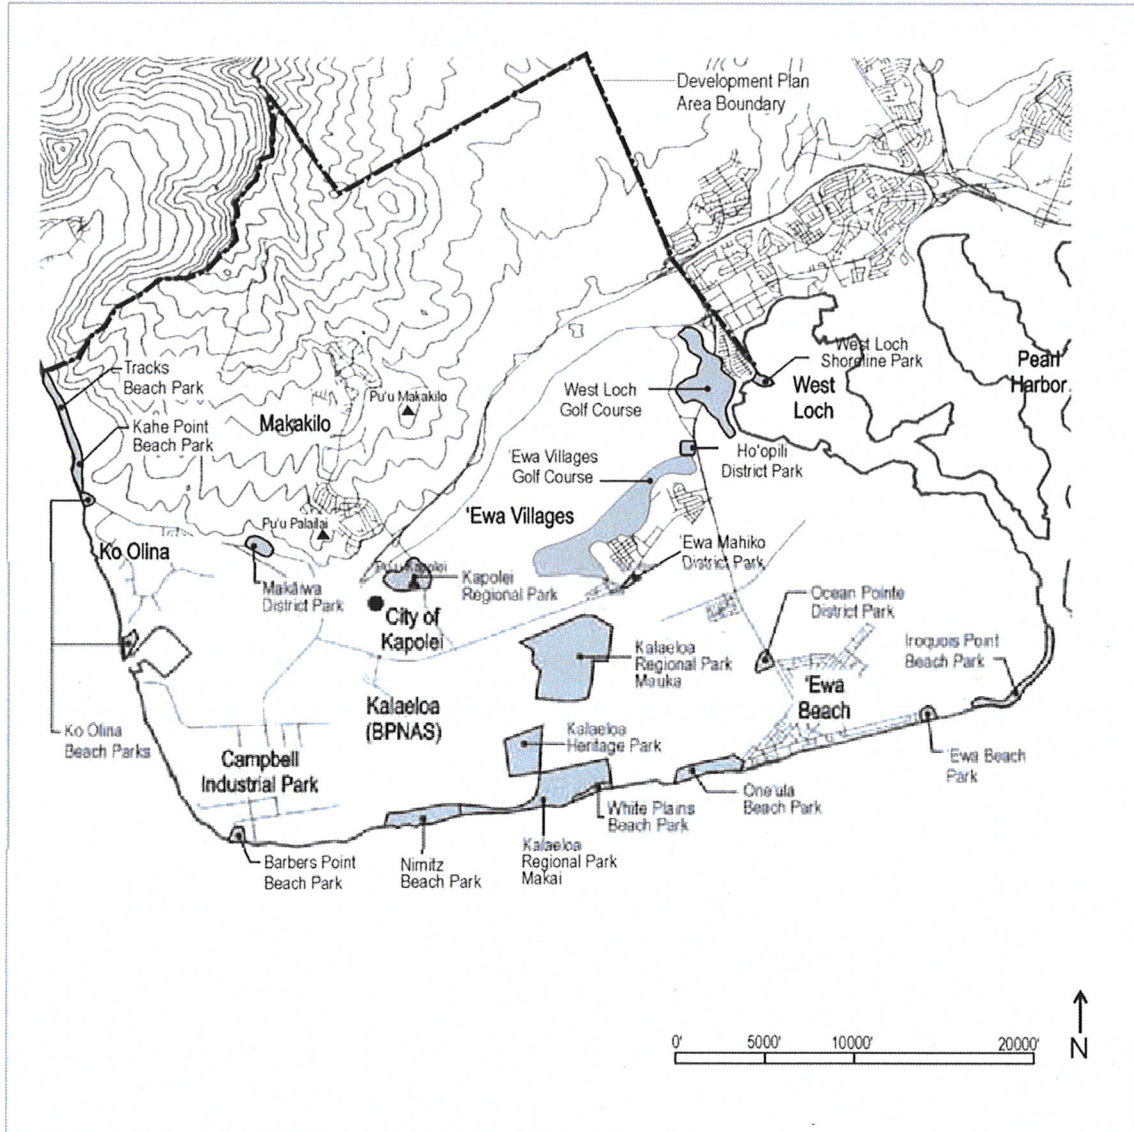 Development Plan
Area Boundary
West Loch
Shoreline Park
Pearl
Harbor
Tracks
Beach Park
West Loch
Golf Course
West
Loch
Pu'u Makakilo
Makakilo
Kahe Point
Beach Park
Ho'opili
District Park
'Ewa Villages
Golf Course
'Ewa Villages
Pu'u Palailai
Ko Olina
'Ewa Mahiko
District Park
Pu'u Kapolei
Kapolei
Regional Park
Makaīwa
District Park
Ocean Pointe
District Park
City of
Kapolei
Iroquois Point
Beach Park
Kalaeloa
Regional Park
Mauka
'Ewa
Beach
Kalaeloa
(BPNAS)
Ko Olina
Beach Parks
Kalaeloa
Heritage Park
Campbell
Industrial Park
'Ewa Beach
Park
One'ula
Beach Park
White Plains
Beach Park
Kalaeloa
Regional Park
Makai
Barbers Point
Beach Park
Nimitz
Beach Park
0' 5000' 10000' 20000'
N